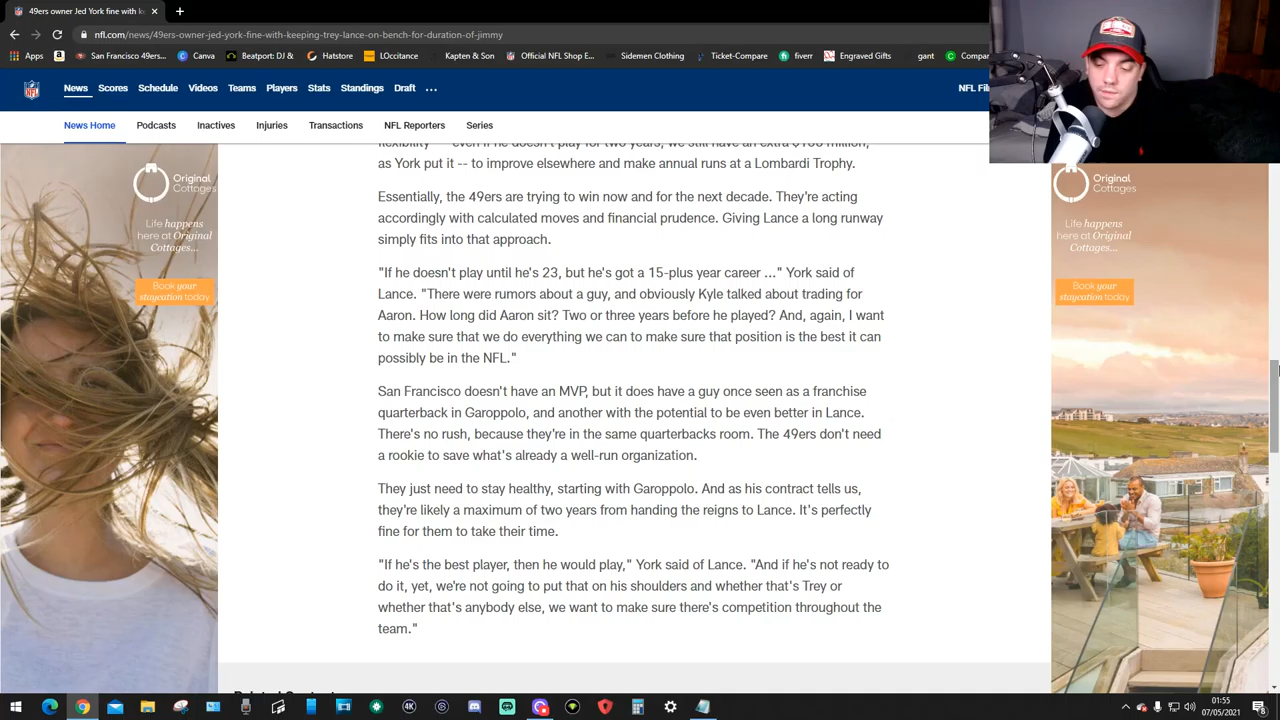 49ers owner Jed York fine with ke
nfl.com/news/49ers-owner-jed-york-fine-with-keeping-trey-lance-on-bench-for-duration-of-jimmy
Apps San Francisco 49ers... Canva Beatport: DJ & Hatstore LOccitane Kapten & Son Official NFL Shop E... Sidemen Clothing Ticket-Compare fiverr Engraved Gifts gant Compar
NFL News Scores Schedule Videos Teams Players Stats Standings Draft ... NFL Fil
News Home Podcasts Inactives Injuries Transactions NFL Reporters Series
as York put it -- to improve elsewhere and make annual runs at a Lombardi Trophy.
Essentially, the 49ers are trying to win now and for the next decade. They're acting
accordingly with calculated moves and financial prudence. Giving Lance a long runway
simply fits into that approach.
"If he doesn't play until he's 23, but he's got a 15-plus year career ..." York said of
Lance. "There were rumors about a guy, and obviously Kyle talked about trading for
Aaron. How long did Aaron sit? Two or three years before he played? And, again, I want
to make sure that we do everything we can to make sure that position is the best it can
possibly be in the NFL."
San Francisco doesn't have an MVP, but it does have a guy once seen as a franchise
quarterback in Garoppolo, and another with the potential to be even better in Lance.
There's no rush, because they're in the same quarterbacks room. The 49ers don't need
a rookie to save what's already a well-run organization.
They just need to stay healthy, starting with Garoppolo. And as his contract tells us,
they're likely a maximum of two years from handing the reigns to Lance. It's perfectly
fine for them to take their time.
"If he's the best player, then he would play," York said of Lance. "And if he's not ready to
do it, yet, we're not going to put that on his shoulders and whether that's Trey or
whether that's anybody else, we want to make sure there's competition throughout the
team."
Original
Cottages
Life happens
here at Original
Cottages...
Book your
staycation today
Original
Cottages
Life happens
here at Original
Cottages...
Book your
staycation today
4K
01:55
07/05/2021
8